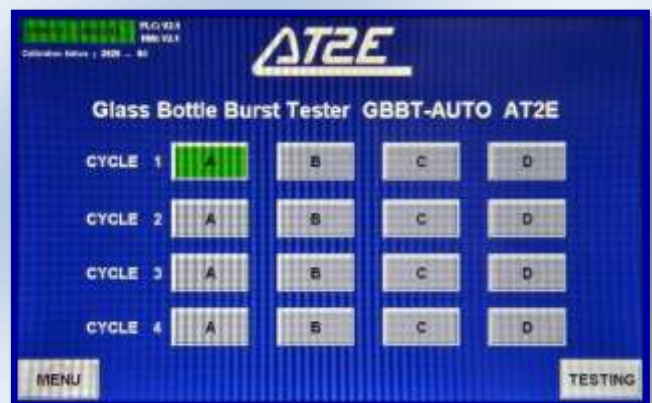 PLC: V2.1
HMI: V2.1
AT2E
Glass Bottle Burst Tester GBBT-AUTO AT2E
CYCLE 1 A B C D
CYCLE 2 A B C D
CYCLE 3 A B C D
CYCLE 4 A B C D
MENU TESTING